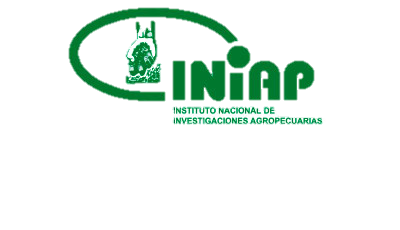 INiAP
INSTITUTO NACIONAL DE
INVESTIGACIONES AGROPECUARIAS